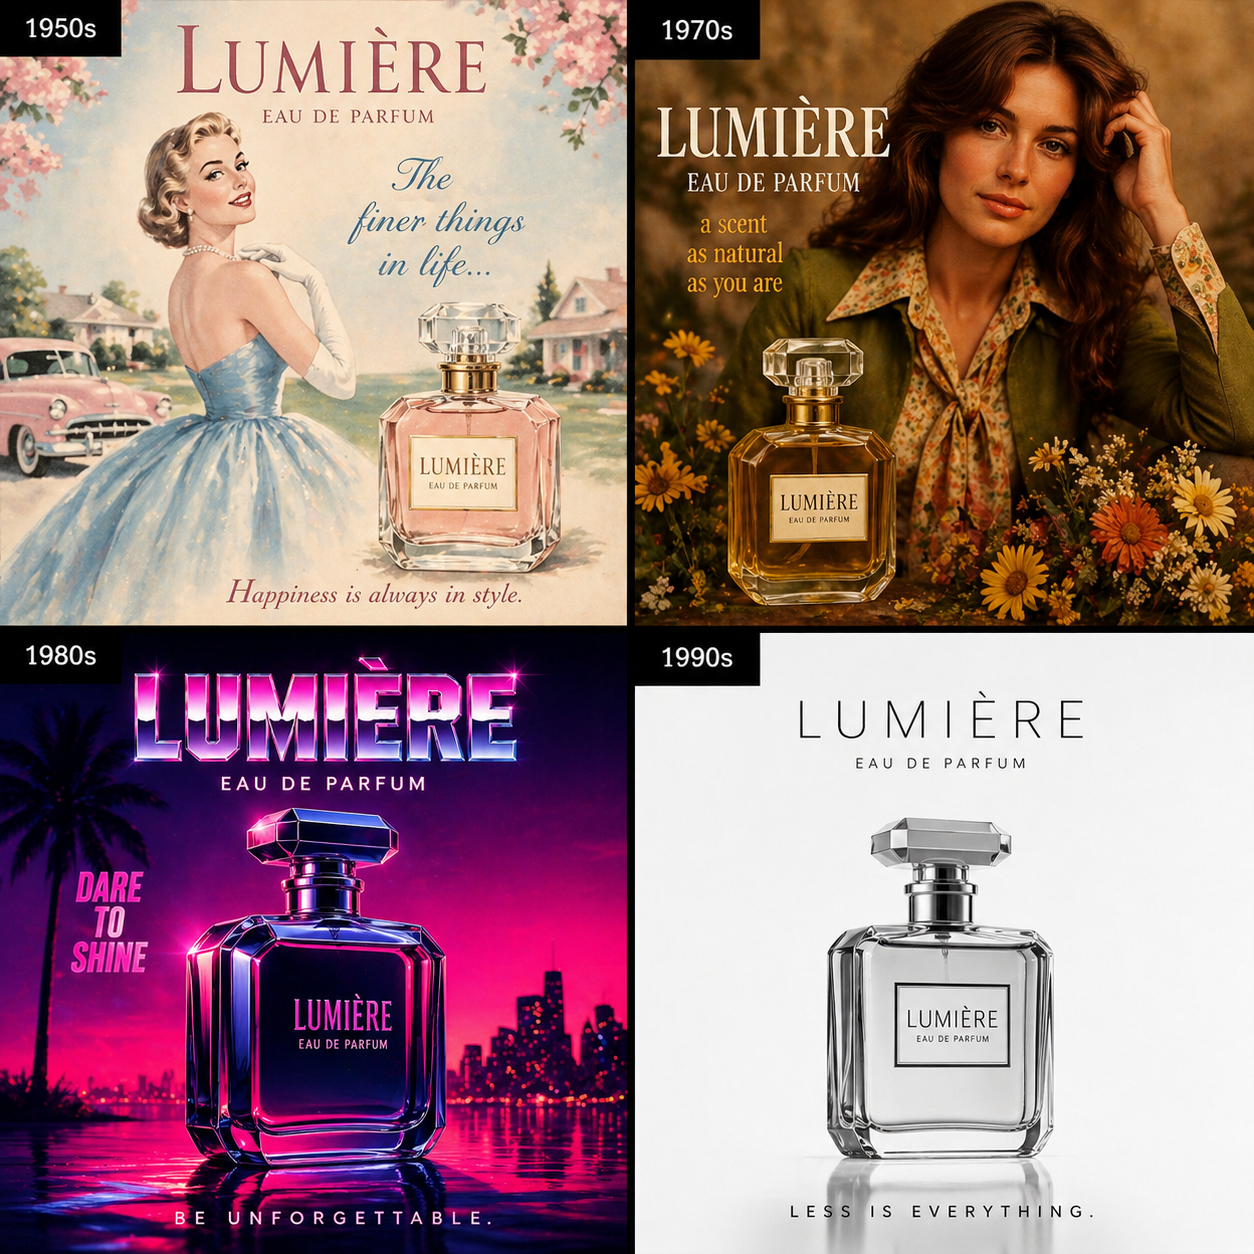 1950s
LUMIÈRE
EAU DE PARFUM
The
finer things
in life...
LUMIÈRE
EAU DE PARFUM
Happiness is always in style.
1970s
LUMIÈRE
EAU DE PARFUM
a scent
as natural
as you are
LUMIÈRE
EAU DE PARFUM
1980s
LUMIÈRE
EAU DE PARFUM
DARE
TO
SHINE
LUMIÈRE
EAU DE PARFUM
BE UNFORGETTABLE.
1990s
LUMIÈRE
EAU DE PARFUM
LUMIÈRE
EAU DE PARFUM
LESS IS EVERYTHING.